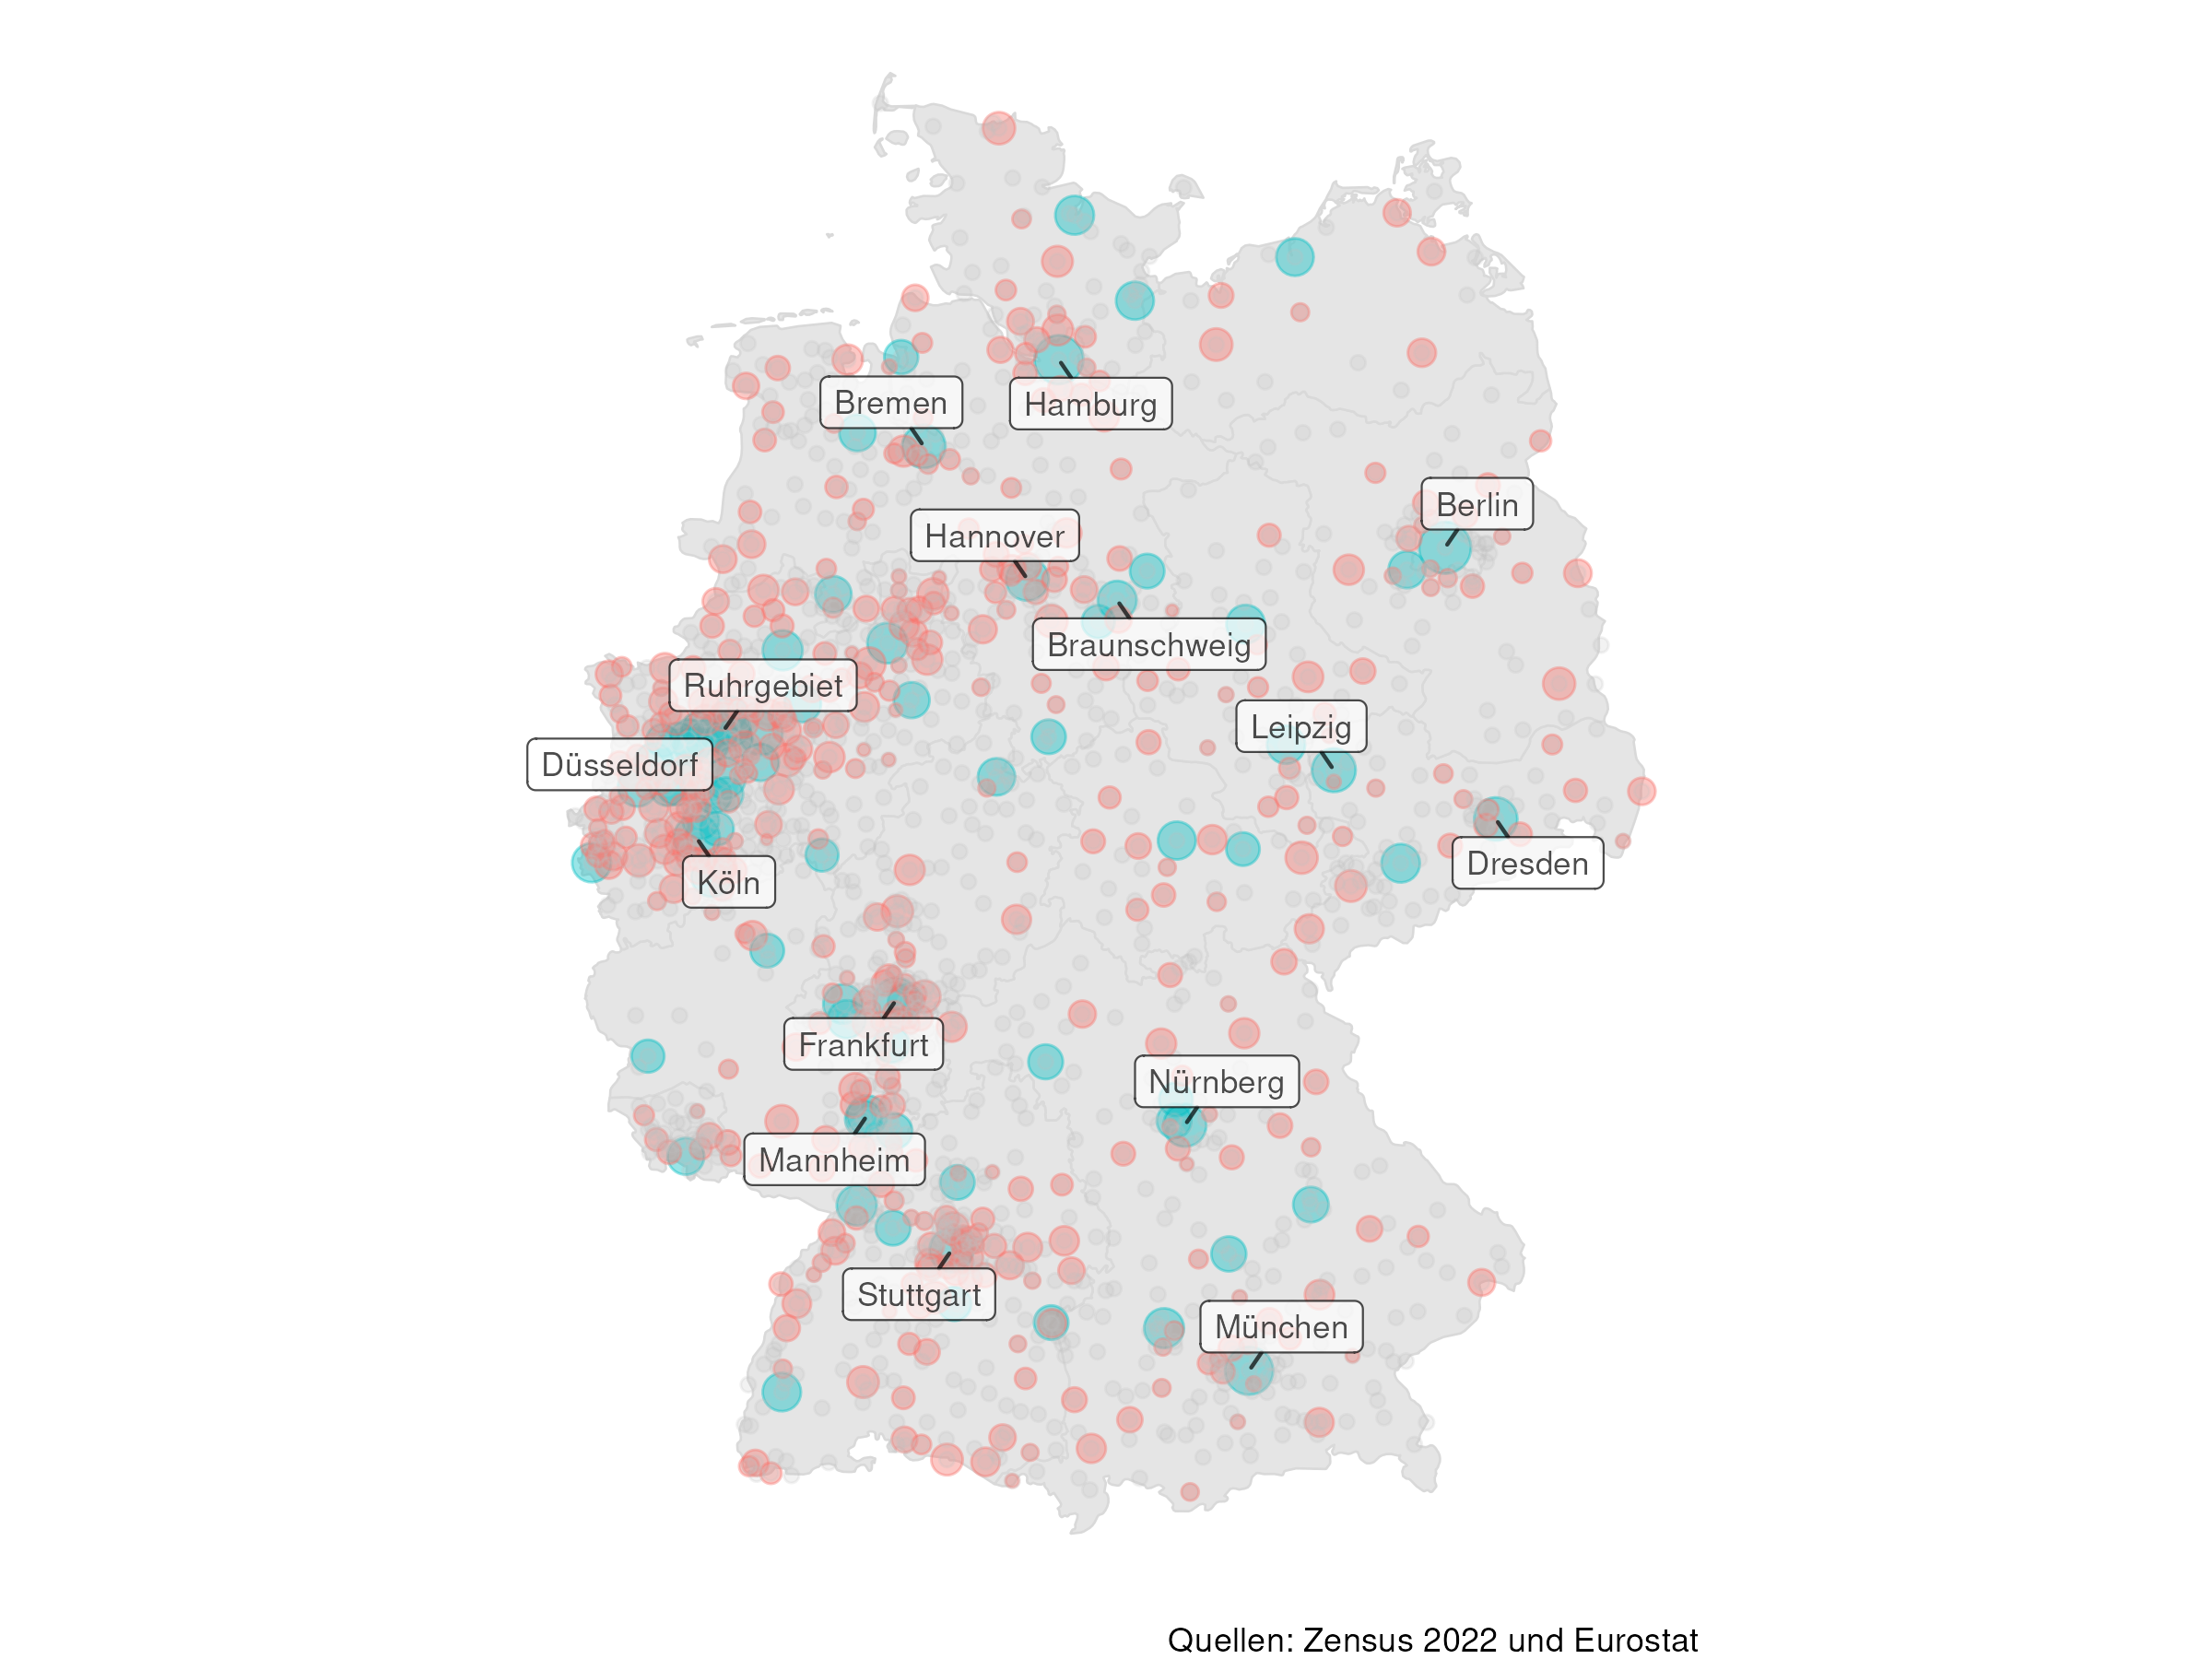 Bremen
Hamburg
Berlin
Hannover
Braunschweig
Ruhrgebiet
Leipzig
Düsseldorf
Dresden
Köln
Frankfurt
Nürnberg
Mannheim
Stuttgart
München
Quellen: Zensus 2022 und Eurostat